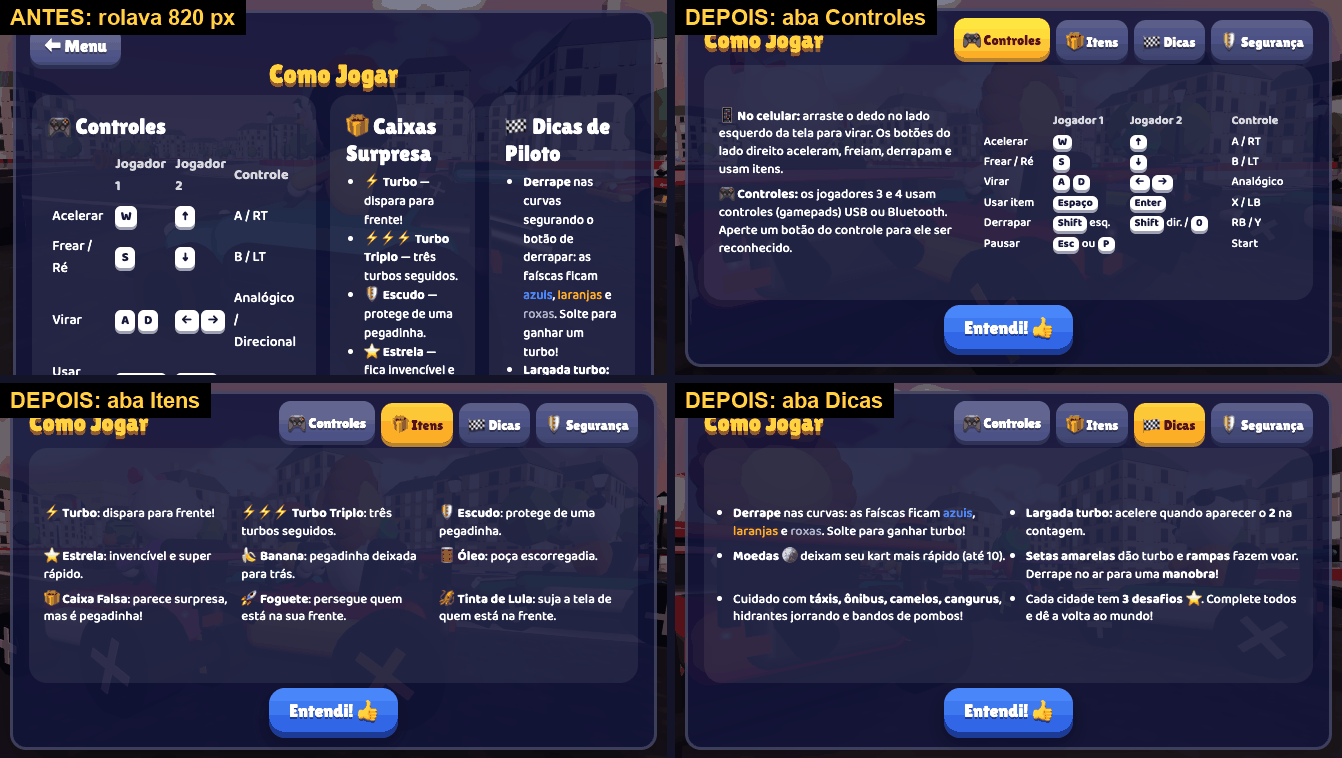 ANTES: rolava 820 px
Menu
Como Jogar
Controles
Jogador 1
Jogador 2
Controle
Acelerar W ↑ A / RT
Frear / Ré S ↓ B / LT
Virar A D ← → Analógico / Direcional
Usar
Caixas Surpresa
• ⚡ Turbo —
dispara para
frente!
• ⚡⚡⚡ Turbo
Triplo — três
turbos seguidos.
• Escudo —
protege de uma
pegadinha.
• ⭐ Estrela —
fica invencível e
Dicas de
Piloto
• Derrape nas
curvas
segurando o
botão de
derrapar: as
faíscas ficam
azuis, laranjas e
roxas. Solte para
ganhar um
turbo!
• Largada turbo:
DEPOIS: aba Controles
Como Jogar
Controles
Itens
Dicas
Segurança
No celular: arraste o dedo no lado
esquerdo da tela para virar. Os botões do
lado direito aceleram, freiam, derrapam e
usam itens.
Controles: os jogadores 3 e 4 usam
controles (gamepads) USB ou Bluetooth.
Aperte um botão do controle para ele ser
reconhecido.
Jogador 1 Jogador 2 Controle
Acelerar W ↑ A / RT
Frear / Ré S ↓ B / LT
Virar A D ← → Analógico
Usar item Espaço Enter X / LB
Derrapar Shift esq. Shift dir. / 0 RB / Y
Pausar Esc ou P Start
Entendi!
DEPOIS: aba Itens
Como Jogar
Controles
Itens
Dicas
Segurança
⚡ Turbo: dispara para frente!
⚡⚡⚡ Turbo Triplo: três
turbos seguidos.
Escudo: protege de uma
pegadinha.
⭐ Estrela: invencível e super
rápido.
Banana: pegadinha deixada
para trás.
Óleo: poça escorregadia.
Caixa Falsa: parece surpresa,
mas é pegadinha!
Foguete: persegue quem
está na sua frente.
Tinta de Lula: suja a tela de
quem está na frente.
Entendi!
DEPOIS: aba Dicas
Como Jogar
Controles
Itens
Dicas
Segurança
• Derrape nas curvas: as faíscas ficam azuis,
laranjas e roxas. Solte para ganhar turbo!
• Largada turbo: acelere quando aparecer o 2 na
contagem.
• Moedas deixam seu kart mais rápido (até 10).
• Setas amarelas dão turbo e rampas fazem voar.
Derrape no ar para uma manobra!
• Cuidado com táxis, ônibus, camelos, cangurus,
hidrantes jorrando e bandos de pombos!
• Cada cidade tem 3 desafios ⭐. Complete todos
e dê a volta ao mundo!
Entendi!